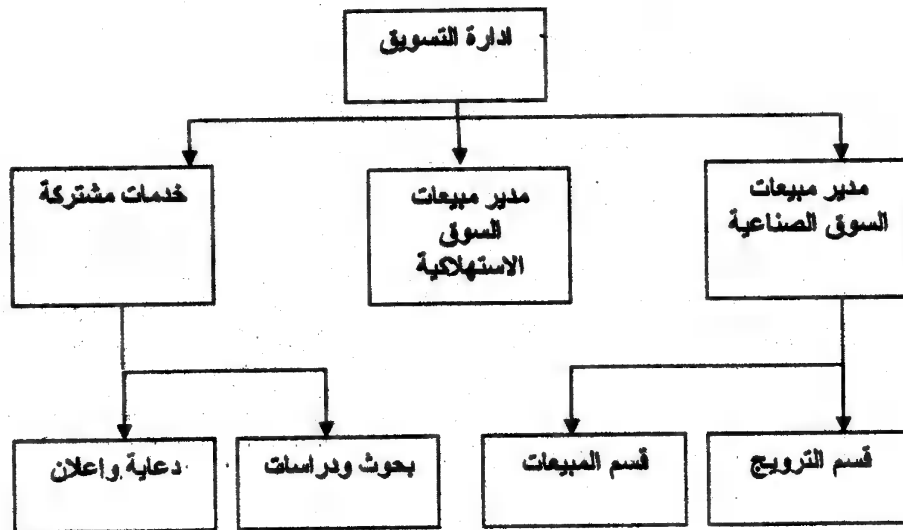 ادارة التسويق
مدير مبيعات
السوق الصناعية
مدير مبيعات
السوق
الاستهلاكية
خدمات مشتركة
قسم الترويج
قسم المبيعات
بحوث ودراسات
دعاية واعلان